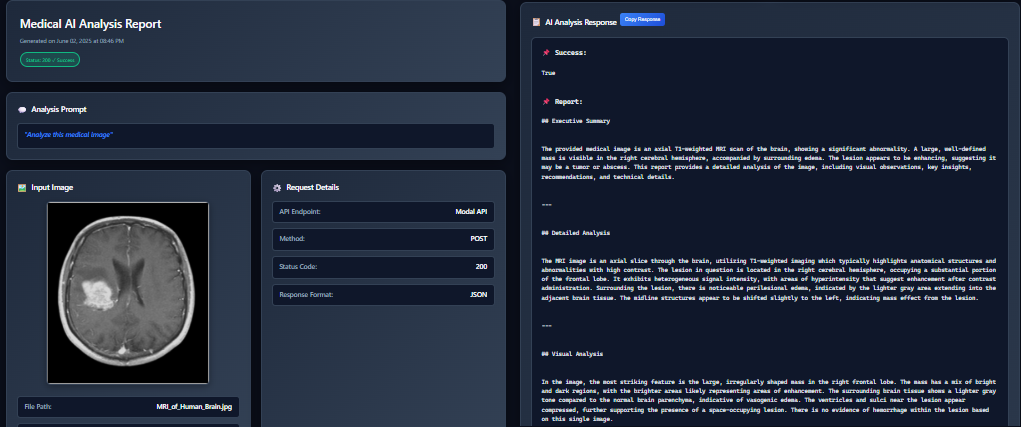 Medical AI Analysis Report
Generated on June 02, 2025 at 08:46 PM
Status: 200 // Success
Analysis Prompt
"Analyze this medical image"
Input Image
File Path: MRI_of_Human_Brain.jpg
Request Details
API Endpoint: Modal API
Method: POST
Status Code: 200
Response Format: JSON
AI Analysis Response Copy Response
Success:
True
Report:
## Executive Summary
The provided medical image is an axial T1-weighted MRI scan of the brain, showing a significant abnormality. A large, well-defined
mass is visible in the right cerebral hemisphere, accompanied by surrounding edema. The lesion appears to be enhancing, suggesting it
may be a tumor or abscess. This report provides a detailed analysis of the image, including visual observations, key insights,
recommendations, and technical details.
---
## Detailed Analysis
The MRI image is an axial slice through the brain, utilizing T1-weighted imaging which typically highlights anatomical structures and
abnormalities with high contrast. The lesion in question is located in the right cerebral hemisphere, occupying a substantial portion
of the frontal lobe. It exhibits heterogeneous signal intensity, with areas of hyperintensity that suggest enhancement after contrast
administration. Surrounding the lesion, there is noticeable perilesional edema, indicated by the lighter gray area extending into the
adjacent brain tissue. The midline structures appear to be shifted slightly to the left, indicating mass effect from the lesion.
---
## Visual Analysis
In the image, the most striking feature is the large, irregularly shaped mass in the right frontal lobe. The mass has a mix of bright
and dark regions, with the brighter areas likely representing areas of enhancement. The surrounding brain tissue shows a lighter gray
tone compared to the normal brain parenchyma, indicative of vasogenic edema. The ventricles and sulci near the lesion appear
compressed, further supporting the presence of a space-occupying lesion. There is no evidence of hemorrhage within the lesion based
on this single image.